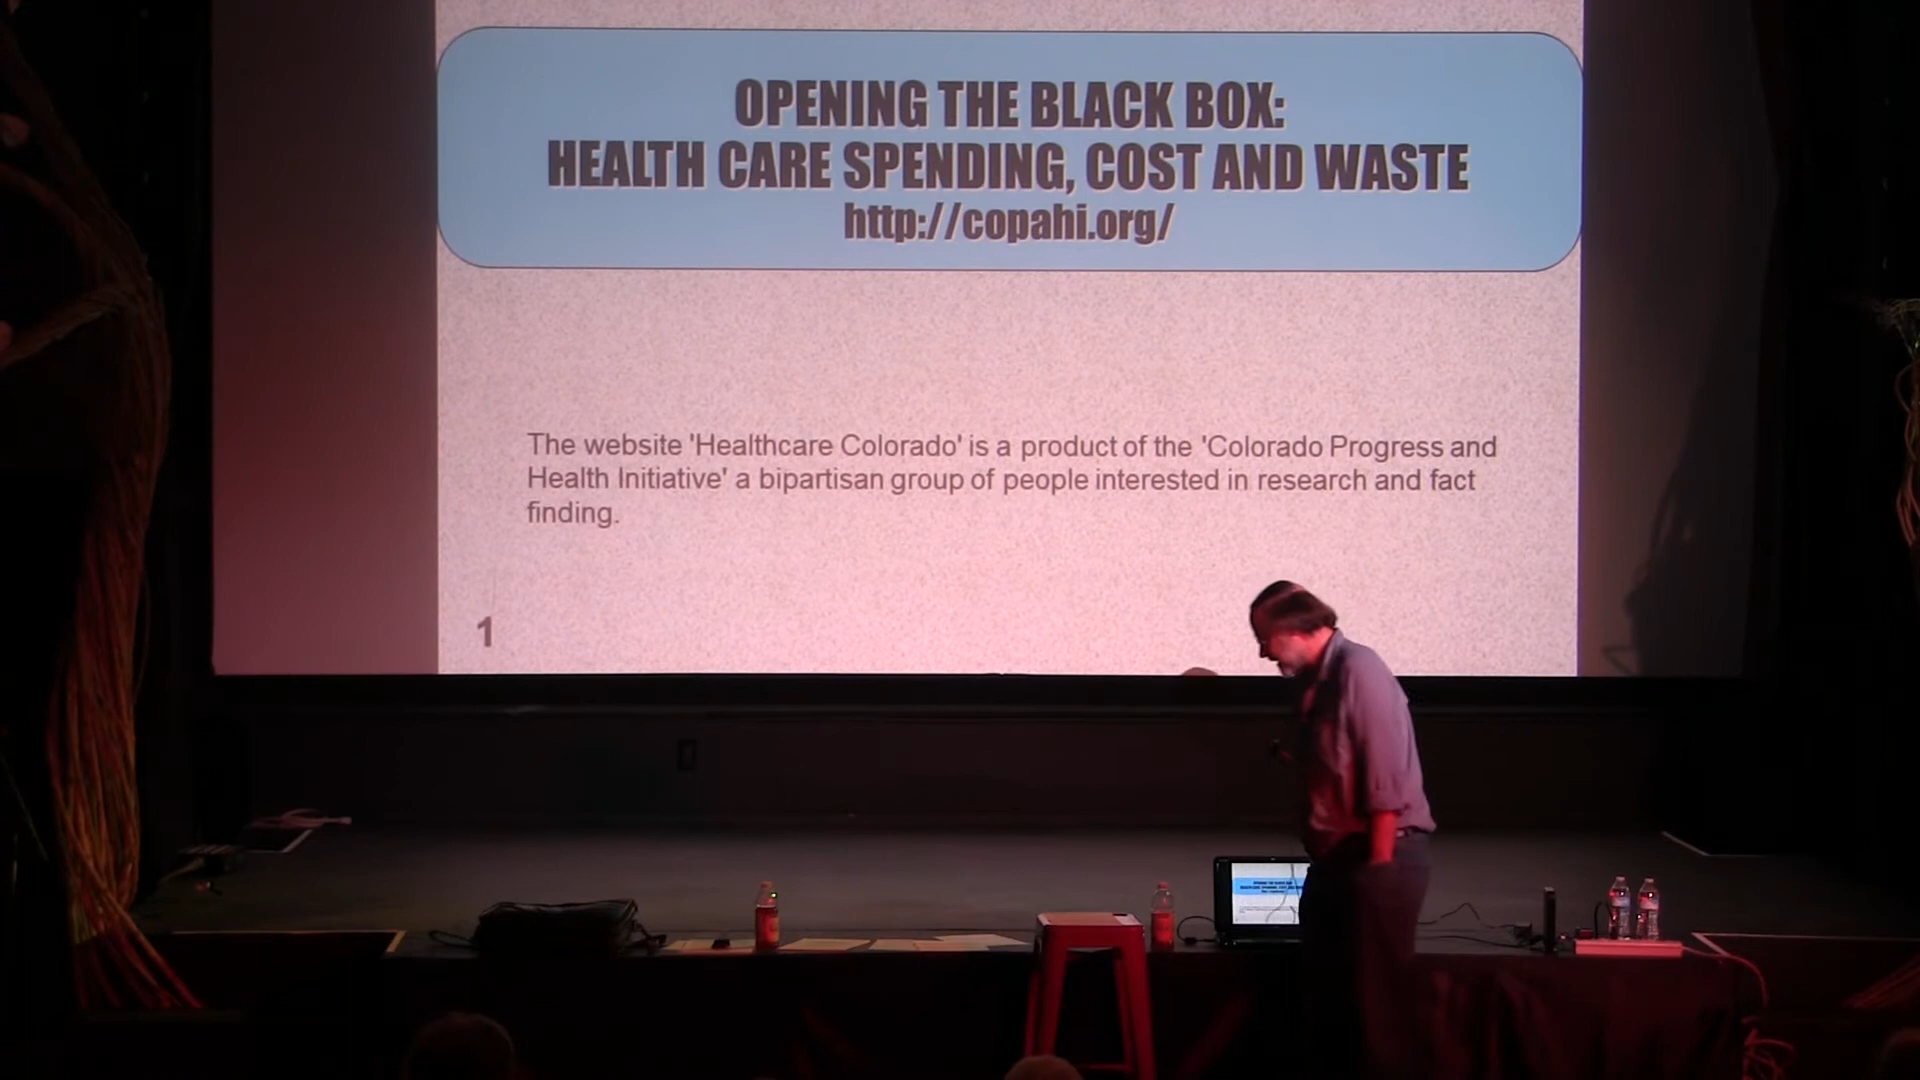 OPENING THE BLACK BOX:
HEALTH CARE SPENDING, COST AND WASTE
http://copahi.org/
The website 'Healthcare Colorado' is a product of the 'Colorado Progress and
Health Initiative' a bipartisan group of people interested in research and fact
finding.
1